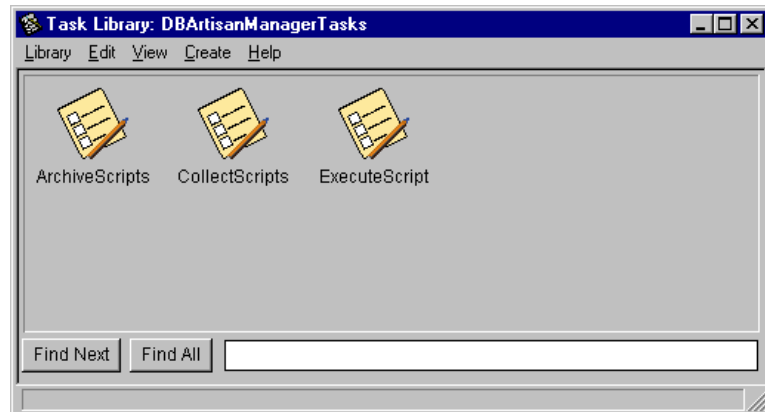 Task Library: DBArtisanManagerTasks
Library Edit View Create Help
ArchiveScripts CollectScripts ExecuteScript
Find Next Find All